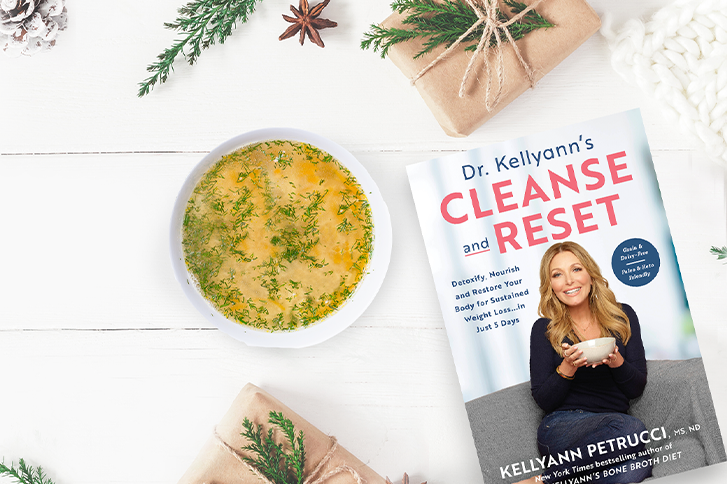 Dr. Kellyann's
CLEANSE
and RESET
Detoxify, Nourish
and Restore Your
Body for Sustained
Weight Loss...in
Just 5 Days
Grain &
Dairy-Free
Paleo & Keto
Friendly
KELLYANN PETRUCCI, MS, ND
New York Times bestselling author of
KELLYANN'S BONE BROTH DIET